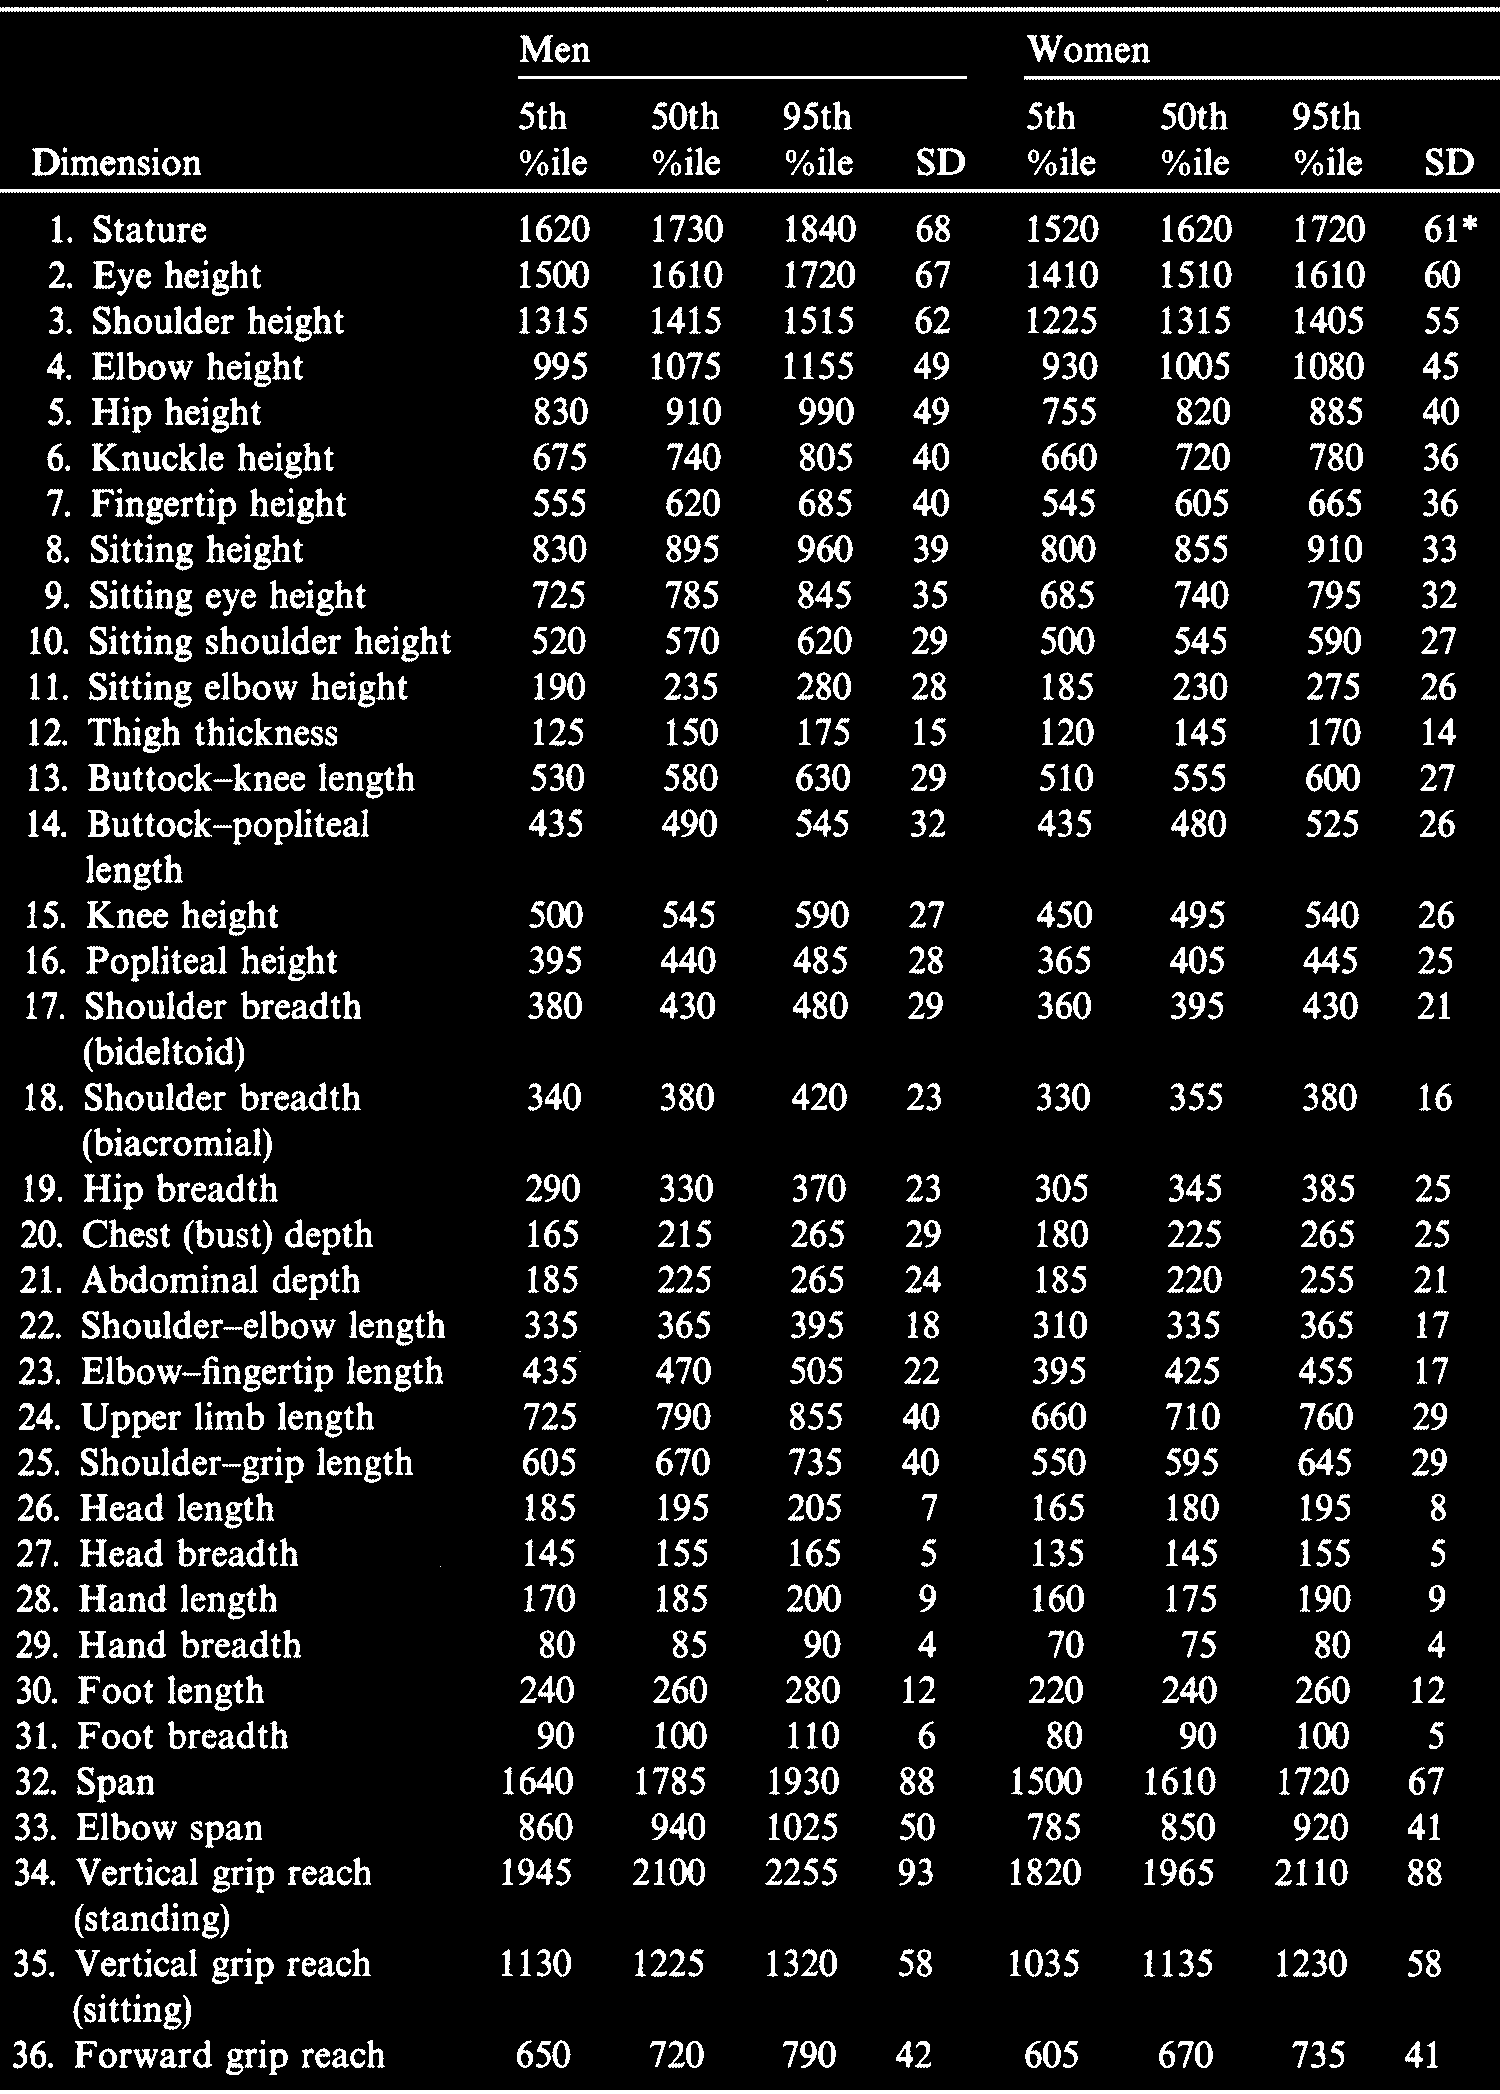 Men Women
5th 50th 95th 5th 50th 95th
Dimension %ile %ile %ile SD %ile %ile %ile SD
1. Stature 1620 1730 1840 68 1520 1620 1720 61*
2. Eye height 1500 1610 1720 67 1410 1510 1610 60
3. Shoulder height 1315 1415 1515 62 1225 1315 1405 55
4. Elbow height 995 1075 1155 49 930 1005 1080 45
5. Hip height 830 910 990 49 755 820 885 40
6. Knuckle height 675 740 805 40 660 720 780 36
7. Fingertip height 555 620 685 40 545 605 665 36
8. Sitting height 830 895 960 39 800 855 910 33
9. Sitting eye height 725 785 845 35 685 740 795 32
10. Sitting shoulder height 520 570 620 29 500 545 590 27
11. Sitting elbow height 190 235 280 28 185 230 275 26
12. Thigh thickness 125 150 175 15 120 145 170 14
13. Buttock–knee length 530 580 630 29 510 555 600 27
14. Buttock–popliteal 435 490 545 32 435 480 525 26
length
15. Knee height 500 545 590 27 450 495 540 26
16. Popliteal height 395 440 485 28 365 405 445 25
17. Shoulder breadth 380 430 480 29 360 395 430 21
(bideltoid)
18. Shoulder breadth 340 380 420 23 330 355 380 16
(biacromial)
19. Hip breadth 290 330 370 23 305 345 385 25
20. Chest (bust) depth 165 215 265 29 180 225 265 25
21. Abdominal depth 185 225 265 24 185 220 255 21
22. Shoulder–elbow length 335 365 395 18 310 335 365 17
23. Elbow–fingertip length 435 470 505 22 395 425 455 17
24. Upper limb length 725 790 855 40 660 710 760 29
25. Shoulder–grip length 605 670 735 40 550 595 645 29
26. Head length 185 195 205 7 165 180 195 8
27. Head breadth 145 155 165 5 135 145 155 5
28. Hand length 170 185 200 9 160 175 190 9
29. Hand breadth 80 85 90 4 70 75 80 4
30. Foot length 240 260 280 12 220 240 260 12
31. Foot breadth 90 100 110 6 80 90 100 5
32. Span 1640 1785 1930 88 1500 1610 1720 67
33. Elbow span 860 940 1025 50 785 850 920 41
34. Vertical grip reach 1945 2100 2255 93 1820 1965 2110 88
(standing)
35. Vertical grip reach 1130 1225 1320 58 1035 1135 1230 58
(sitting)
36. Forward grip reach 650 720 790 42 605 670 735 41